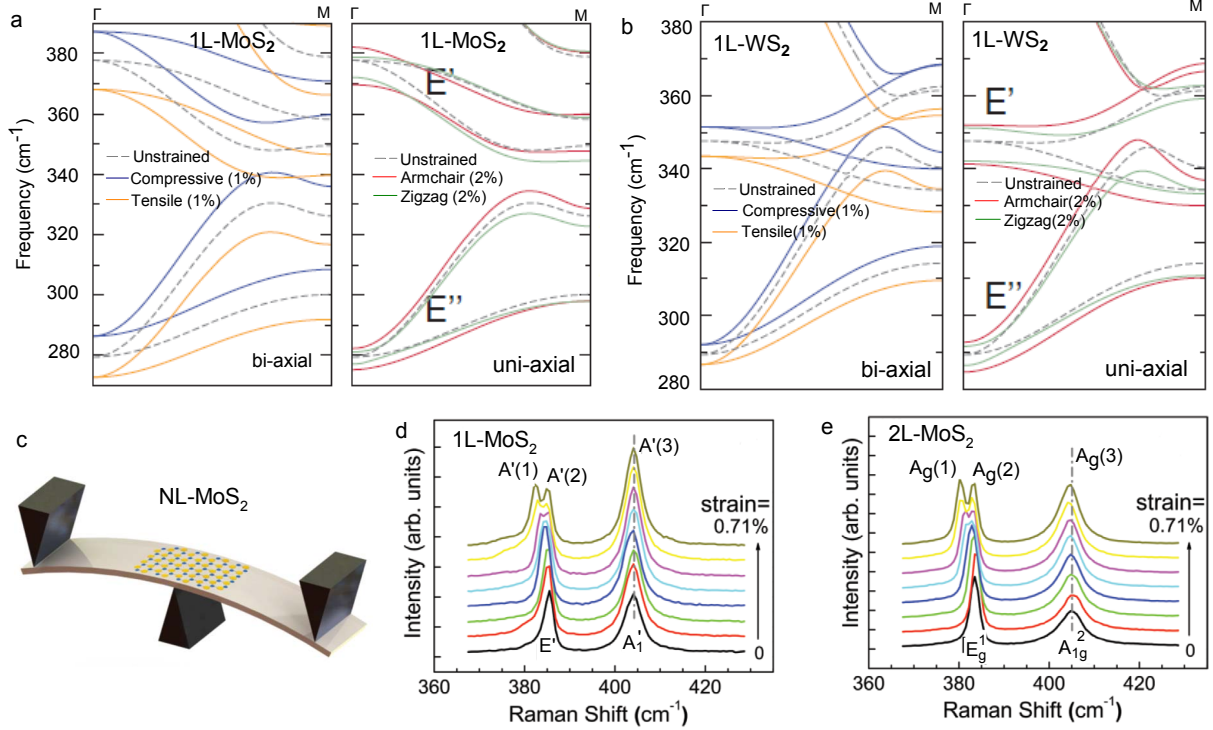 a
Γ
M
Γ
M
1L-MoS₂
1L-MoS₂
E'
Unstrained
Compressive (1%)
Tensile (1%)
Unstrained
Armchair (2%)
Zigzag (2%)
E''
bi-axial
uni-axial
Frequency (cm⁻¹)
380
360
340
320
300
280
b
Γ
M
Γ
M
1L-WS₂
1L-WS₂
E'
Unstrained
Compressive(1%)
Tensile(1%)
Unstrained
Armchair(2%)
Zigzag(2%)
E''
bi-axial
uni-axial
Frequency (cm⁻¹)
380
360
340
320
300
280
c
NL-MoS₂
d
1L-MoS₂
A'(1)
A'(2)
A'(3)
strain=
0.71%
0
E'
A₁'
Intensity (arb. units)
360
380
400
420
Raman Shift (cm⁻¹)
e
2L-MoS₂
A_g(1)
A_g(2)
A_g(3)
strain=
0.71%
0
E_g¹
A_1g²
Intensity (arb. units)
360
380
400
420
Raman Shift (cm⁻¹)